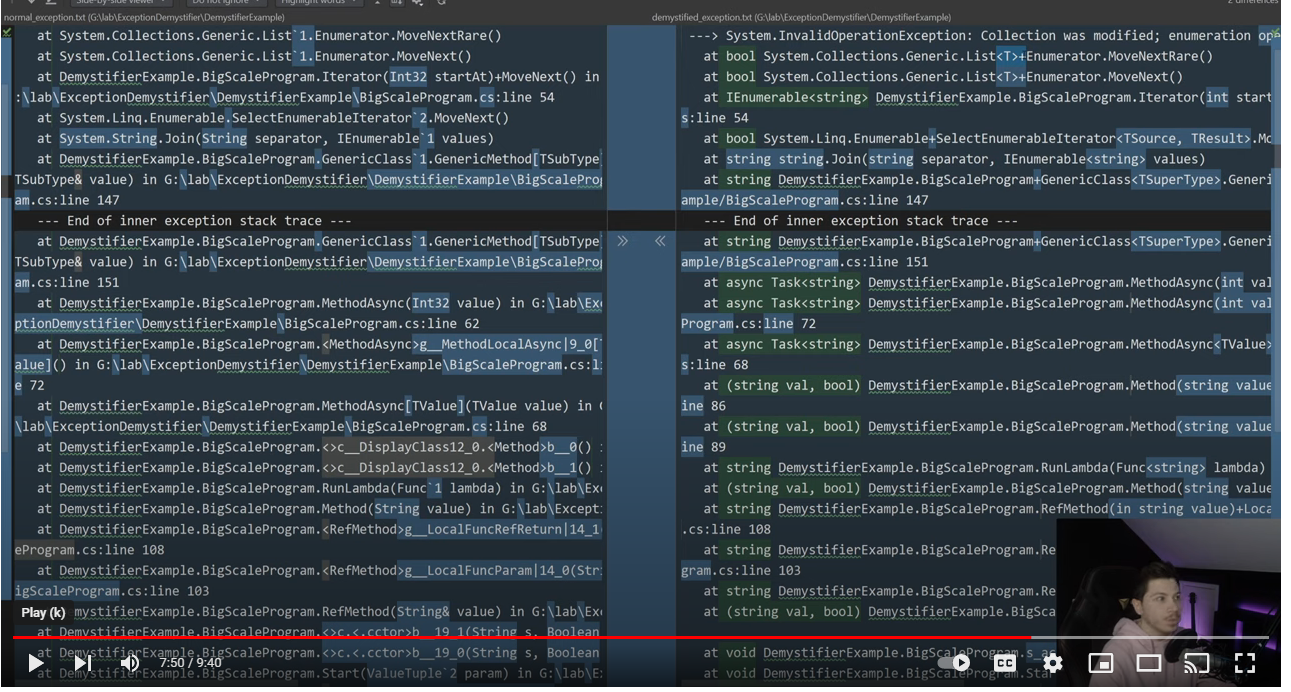 Side-by-side viewer Do not ignore Highlight words 2 differences
normal_exception.txt (G:\lab\ExceptionDemystifier\DemystifierExample)
at System.Collections.Generic.List`1.Enumerator.MoveNextRare()
at System.Collections.Generic.List`1.Enumerator.MoveNext()
at DemystifierExample.BigScaleProgram.Iterator(Int32 startAt)+MoveNext() in
:\lab\ExceptionDemystifier\DemystifierExample\BigScaleProgram.cs:line 54
at System.Linq.Enumerable.SelectEnumerableIterator`2.MoveNext()
at System.String.Join(String separator, IEnumerable`1 values)
at DemystifierExample.BigScaleProgram.GenericClass`1.GenericMethod[TSubType
TSubType& value) in G:\lab\ExceptionDemystifier\DemystifierExample\BigScaleProg
am.cs:line 147
--- End of inner exception stack trace ---
at DemystifierExample.BigScaleProgram.GenericClass`1.GenericMethod[TSubType
TSubType& value) in G:\lab\ExceptionDemystifier\DemystifierExample\BigScaleProg
am.cs:line 151
at DemystifierExample.BigScaleProgram.MethodAsync(Int32 value) in G:\lab\Exc
ptionDemystifier\DemystifierExample\BigScaleProgram.cs:line 62
at DemystifierExample.BigScaleProgram.<MethodAsync>g__MethodLocalAsync|9_0[T
alue]() in G:\lab\ExceptionDemystifier\DemystifierExample\BigScaleProgram.cs:li
e 72
at DemystifierExample.BigScaleProgram.MethodAsync[TValue](TValue value) in G
\lab\ExceptionDemystifier\DemystifierExample\BigScaleProgram.cs:line 68
at DemystifierExample.BigScaleProgram.<>c__DisplayClass12_0.<Method>b__0() i
at DemystifierExample.BigScaleProgram.<>c__DisplayClass12_0.<Method>b__1() i
at DemystifierExample.BigScaleProgram.RunLambda(Func`1 lambda) in G:\lab\Exc
at DemystifierExample.BigScaleProgram.Method(String value) in G:\lab\Excepti
at DemystifierExample.BigScaleProgram.<RefMethod>g__LocalFuncRefReturn|14_1(
eProgram.cs:line 108
at DemystifierExample.BigScaleProgram.<RefMethod>g__LocalFuncParam|14_0(Stri
igScaleProgram.cs:line 103
Play (k) mystifierExample.BigScaleProgram.RefMethod(String& value) in G:\lab\Exc
at DemystifierExample.BigScaleProgram.<>c.<.cctor>b__19_1(String s, Boolean
at DemystifierExample.BigScaleProgram.<>c.<.cctor>b__19_0(String s, Boolean
at DemystifierExample.BigScaleProgram.Start(ValueTuple`2 param) in G:\lab\Ex
demystified_exception.txt (G:\lab\ExceptionDemystifier\DemystifierExample)
---> System.InvalidOperationException: Collection was modified; enumeration ope
at bool System.Collections.Generic.List<T>+Enumerator.MoveNextRare()
at bool System.Collections.Generic.List<T>+Enumerator.MoveNext()
at IEnumerable<string> DemystifierExample.BigScaleProgram.Iterator(int start
s:line 54
at bool System.Linq.Enumerable+SelectEnumerableIterator<TSource, TResult>.Mo
at string string.Join(string separator, IEnumerable<string> values)
at string DemystifierExample.BigScaleProgram+GenericClass<TSuperType>.Generi
ample/BigScaleProgram.cs:line 147
--- End of inner exception stack trace ---
at string DemystifierExample.BigScaleProgram+GenericClass<TSuperType>.Generi
ample/BigScaleProgram.cs:line 151
at async Task<string> DemystifierExample.BigScaleProgram.MethodAsync(int val
at async Task<string> DemystifierExample.BigScaleProgram.MethodAsync(int val
Program.cs:line 72
at async Task<string> DemystifierExample.BigScaleProgram.MethodAsync<TValue>
s:line 68
at (string val, bool) DemystifierExample.BigScaleProgram.Method(string value
ine 86
at (string val, bool) DemystifierExample.BigScaleProgram.Method(string value
ine 89
at string DemystifierExample.BigScaleProgram.RunLambda(Func<string> lambda)
at (string val, bool) DemystifierExample.BigScaleProgram.Method(string value
at string DemystifierExample.BigScaleProgram.RefMethod(in string value)+Loca
.cs:line 108
at string DemystifierExample.BigScaleProgram.Re
gram.cs:line 103
at string DemystifierExample.BigScaleProgram.Re
at (string val, bool) DemystifierExample.BigSca
at void DemystifierExample.BigScaleProgram.s_ac
at void DemystifierExample.BigScaleProgram.Star
7:50 / 9:40
CC